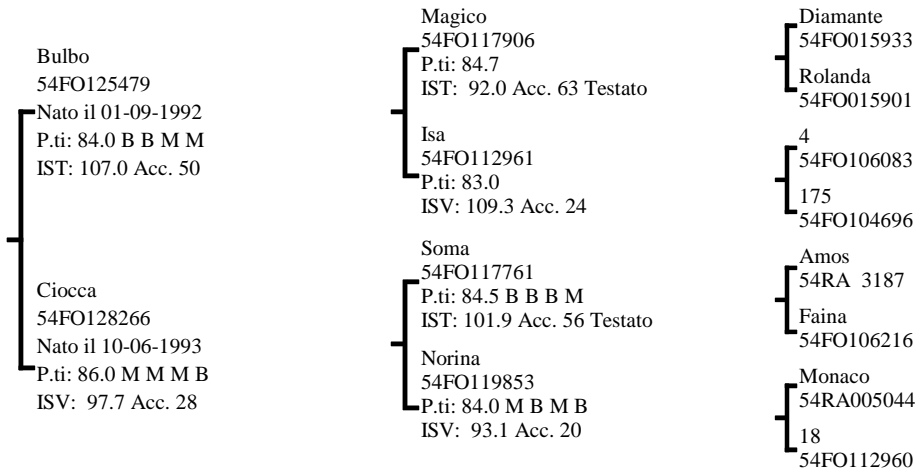 Bulbo
54FO125479
Nato il 01-09-1992
P.ti: 84.0 B B M M
IST: 107.0 Acc. 50
Ciocca
54FO128266
Nato il 10-06-1993
P.ti: 86.0 M M M B
ISV: 97.7 Acc. 28
Magico
54FO117906
P.ti: 84.7
IST: 92.0 Acc. 63 Testato
Isa
54FO112961
P.ti: 83.0
ISV: 109.3 Acc. 24
Soma
54FO117761
P.ti: 84.5 B B B M
IST: 101.9 Acc. 56 Testato
Norina
54FO119853
P.ti: 84.0 M B M B
ISV: 93.1 Acc. 20
Diamante
54FO015933
Rolanda
54FO015901
4
54FO106083
175
54FO104696
Amos
54RA 3187
Faina
54FO106216
Monaco
54RA005044
18
54FO112960